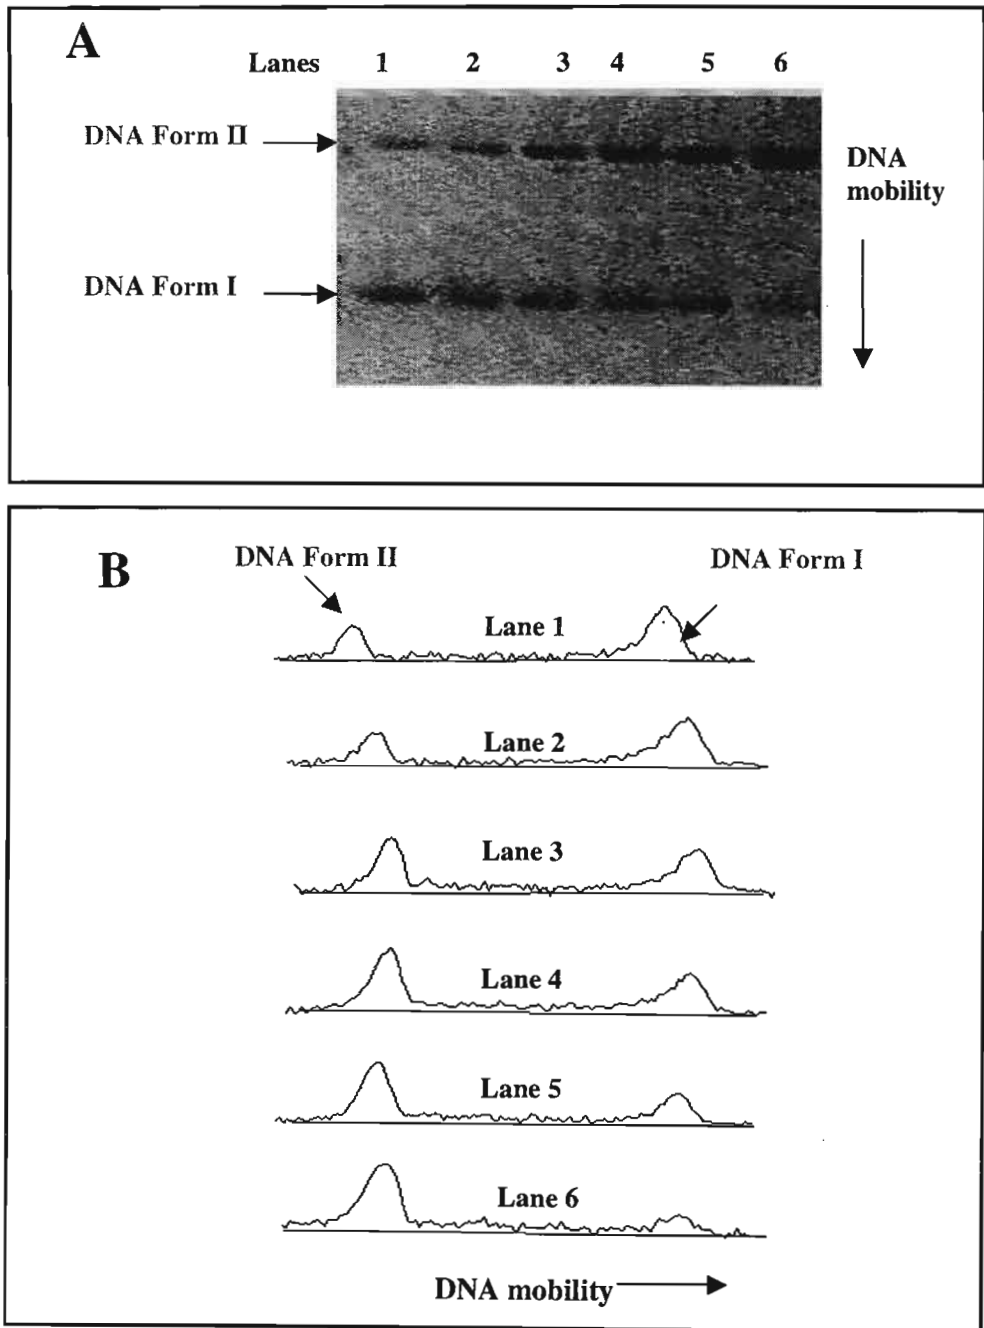 A
Lanes 1 2 3 4 5 6
DNA Form II
DNA
mobility
DNA Form I
B
DNA Form II
DNA Form I
Lane 1
Lane 2
Lane 3
Lane 4
Lane 5
Lane 6
DNA mobility